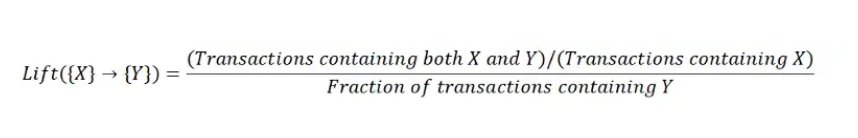 Lift({X} → {Y}) = (Transactions containing both X and Y)/(Transactions containing X)
Fraction of transactions containing Y